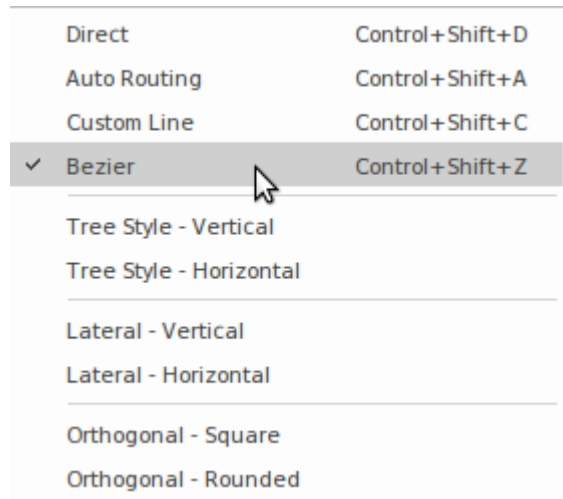 Direct Control+Shift+D
Auto Routing Control+Shift+A
Custom Line Control+Shift+C
Bezier Control+Shift+Z
Tree Style - Vertical
Tree Style - Horizontal
Lateral - Vertical
Lateral - Horizontal
Orthogonal - Square
Orthogonal - Rounded